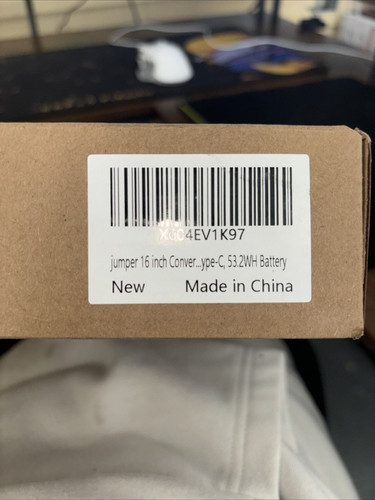 jumper 16 inch Conver...ype-C, 53.2WH Battery
New Made in China